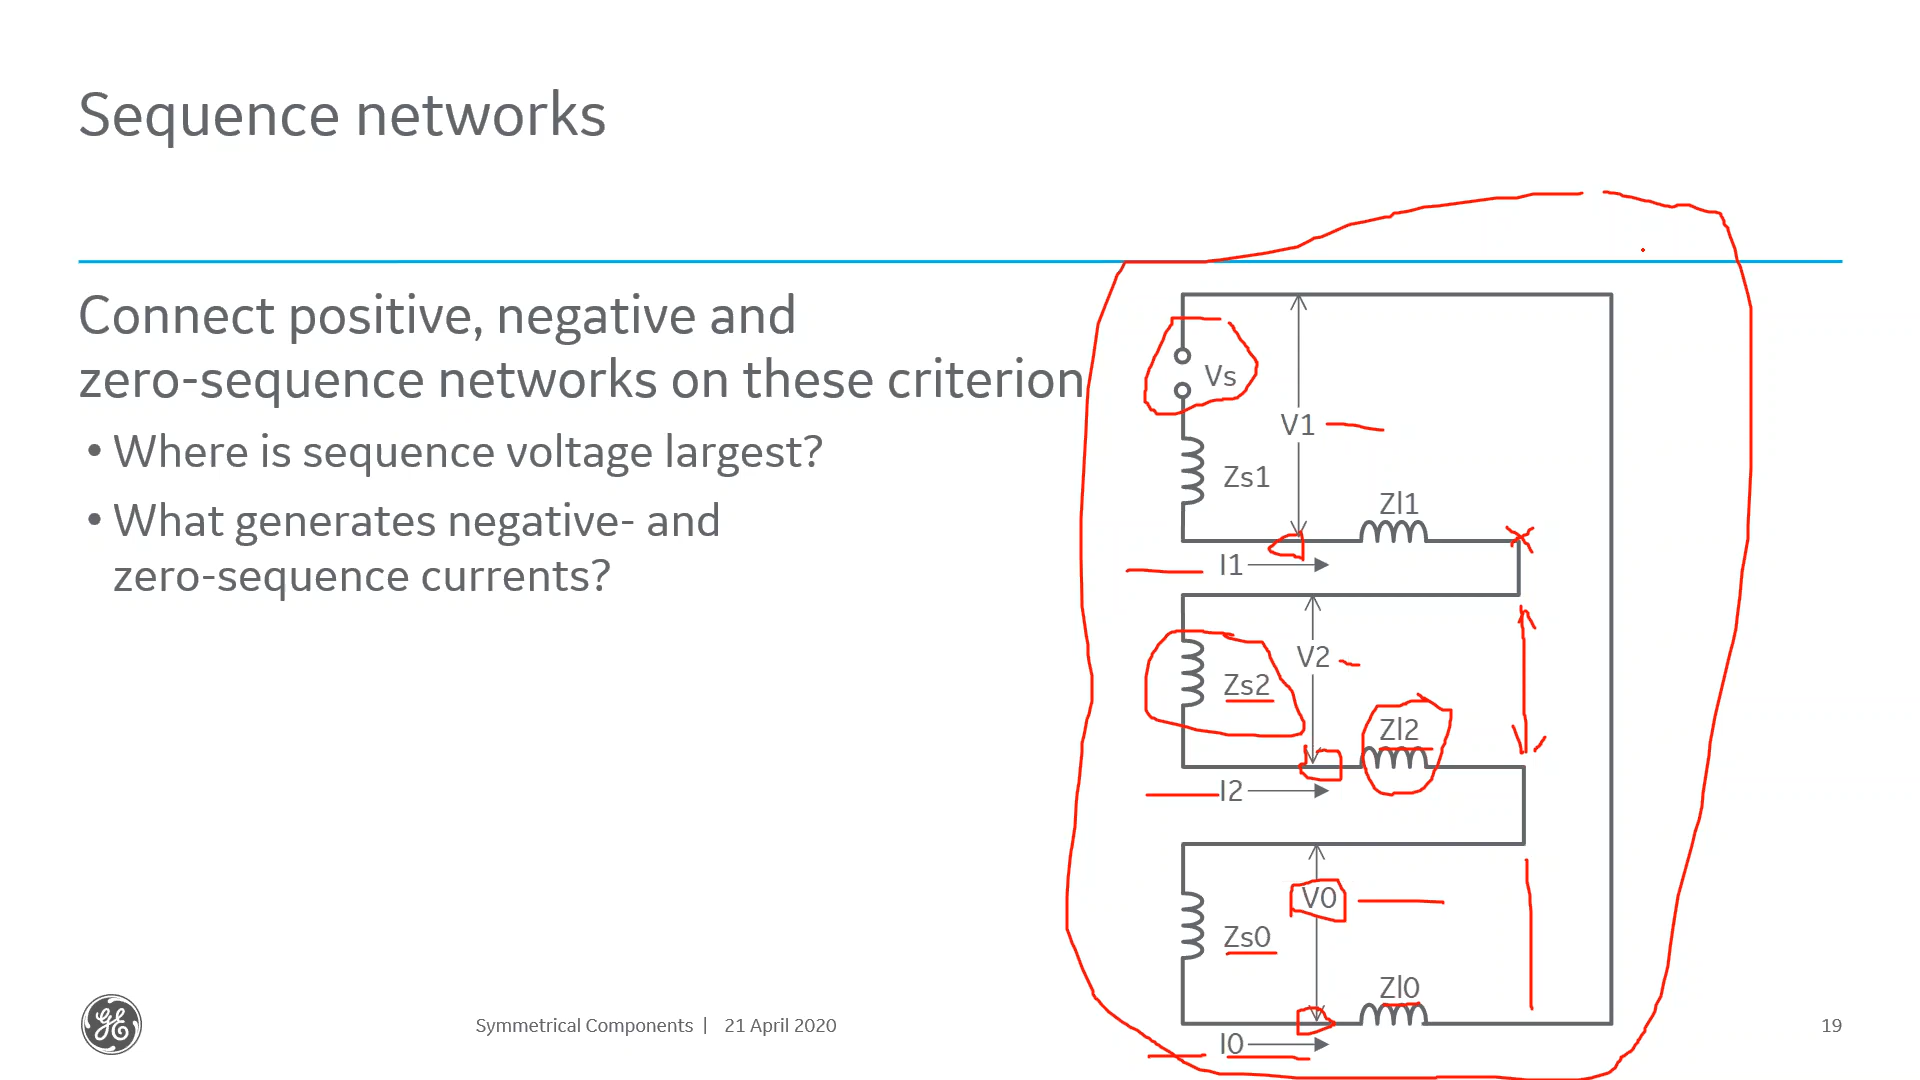 Sequence networks
Connect positive, negative and
zero-sequence networks on these criterion
• Where is sequence voltage largest?
• What generates negative- and
zero-sequence currents?
Vs
V1
Zs1
Zl1
I1
V2
Zs2
Zl2
I2
V0
Zs0
Zl0
I0
GE
Symmetrical Components | 21 April 2020
19